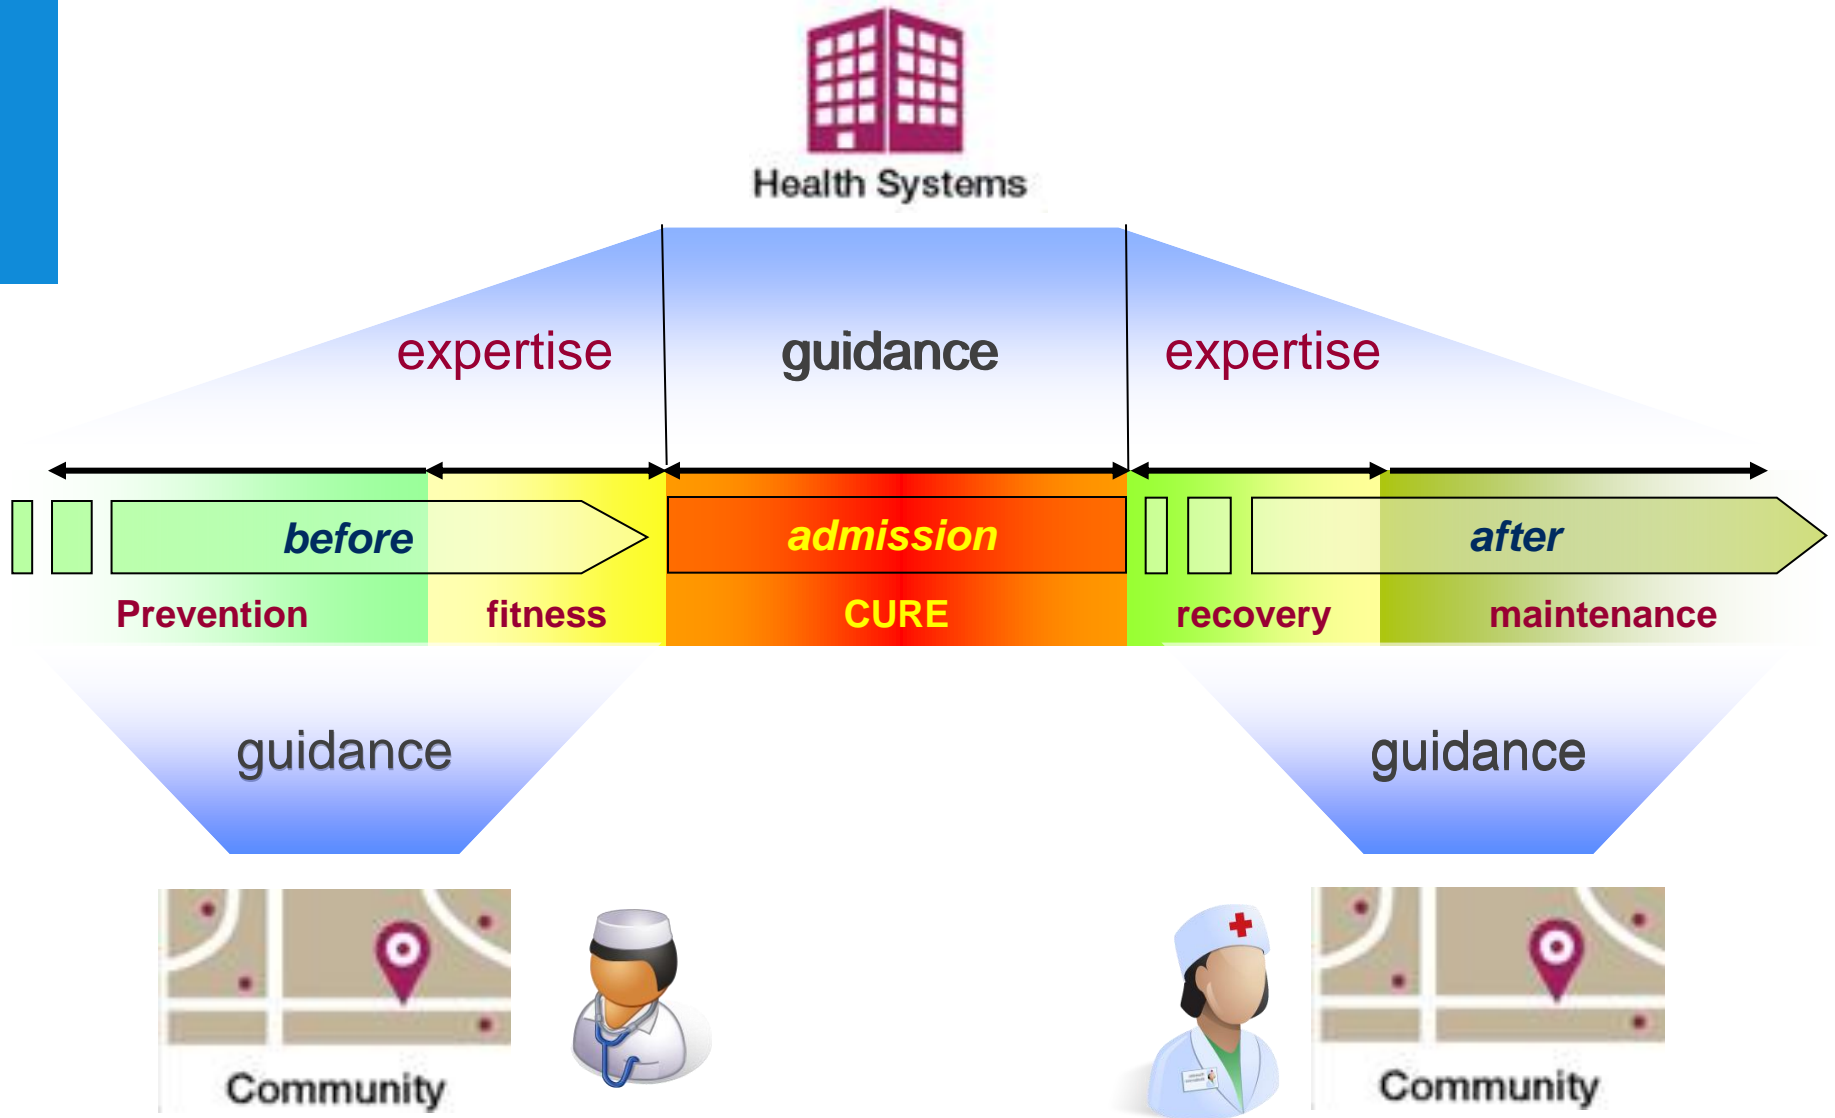 Health Systems
expertise
guidance
expertise
before
admission
after
Prevention
fitness
CURE
recovery
maintenance
guidance
guidance
Community
Community